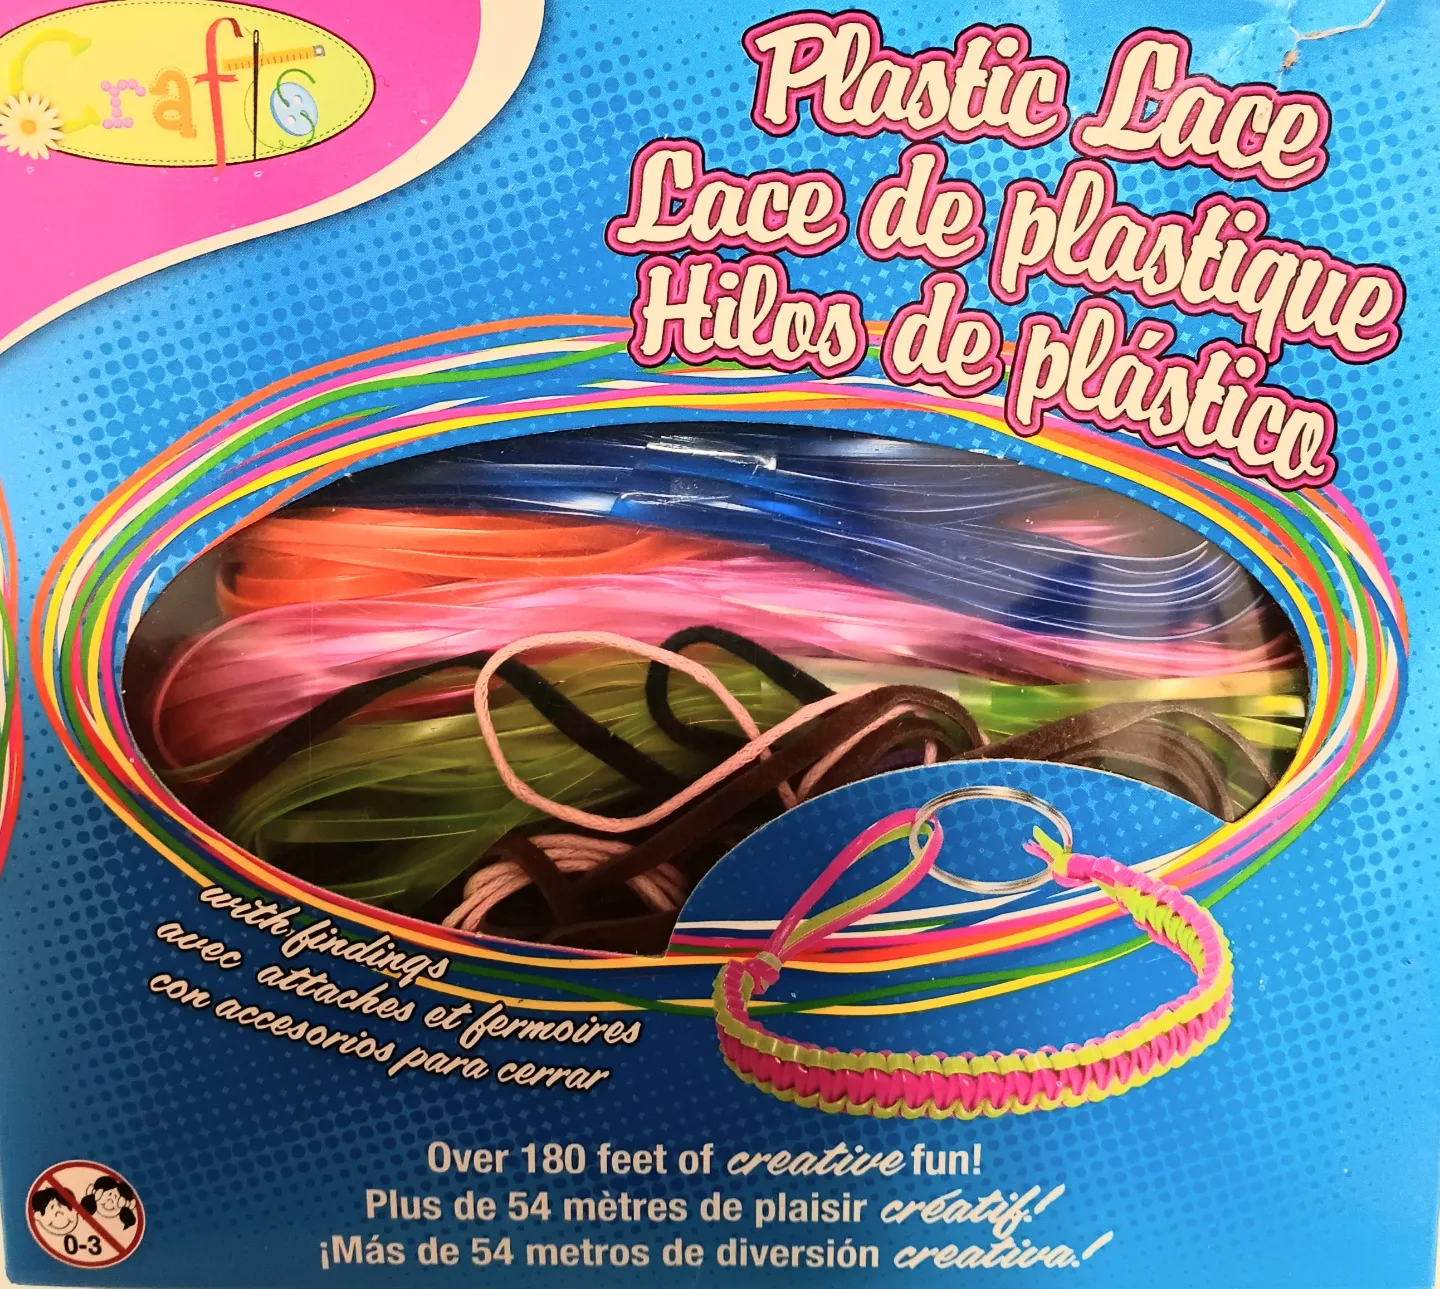 Crafts
Plastic Lace
Lace de plastique
Hilos de plástico
with findings
avec attaches et fermoires
con accesorios para cerrar
Over 180 feet of creative fun!
Plus de 54 mètres de plaisir créatif!
¡Más de 54 metros de diversión creativa!
0-3